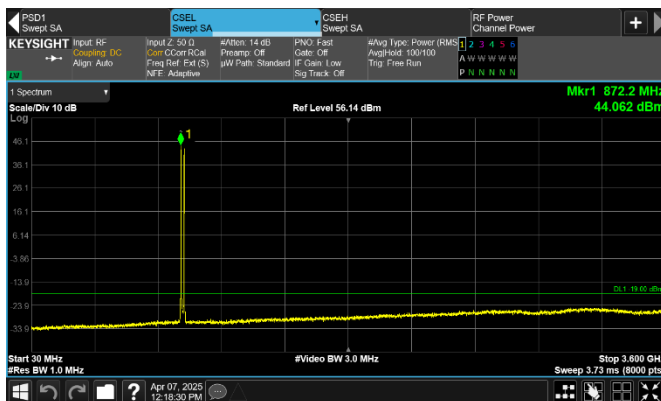 PSD1
Swept SA
CSEL
Swept SA
CSEH
Swept SA
RF Power
Channel Power
KEYSIGHT
Input: RF
Coupling: DC
Align: Auto
Input Z: 50 Ω
Corr CCorr RCal
Freq Ref: Ext (S)
NFE: Adaptive
#Atten: 14 dB
Preamp: Off
µW Path: Standard
PNO: Fast
Gate: Off
IF Gain: Low
Sig Track: Off
#Avg Type: Power (RMS
Avg|Hold: 100/100
Trig: Free Run
1 2 3 4 5 6
A W W W W W
P N N N N N
1 Spectrum
Mkr1 872.2 MHz
Scale/Div 10 dB
Ref Level 56.14 dBm
44.062 dBm
Log
1
46.1
36.1
26.1
16.1
6.14
-3.86
-13.9
-23.9
-33.9
Start 30 MHz
#Video BW 3.0 MHz
Stop 3.600 GH
#Res BW 1.0 MHz
Sweep 3.73 ms (8000 pts
?
Apr 07, 2025
12:18:30 PM